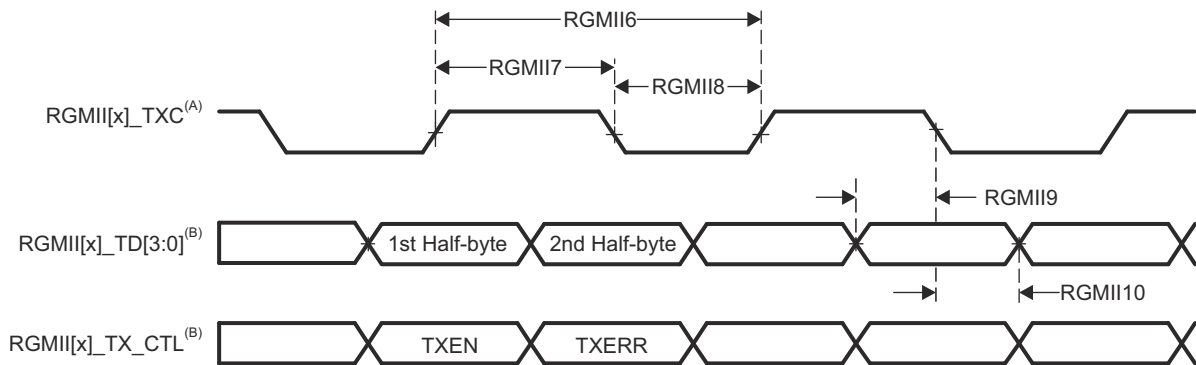 RGMII6
RGMII7
RGMII8
RGMII[x]_TXC(A)
RGMII9
RGMII[x]_TD[3:0](B)
1st Half-byte
2nd Half-byte
RGMII10
RGMII[x]_TX_CTL(B)
TXEN
TXERR